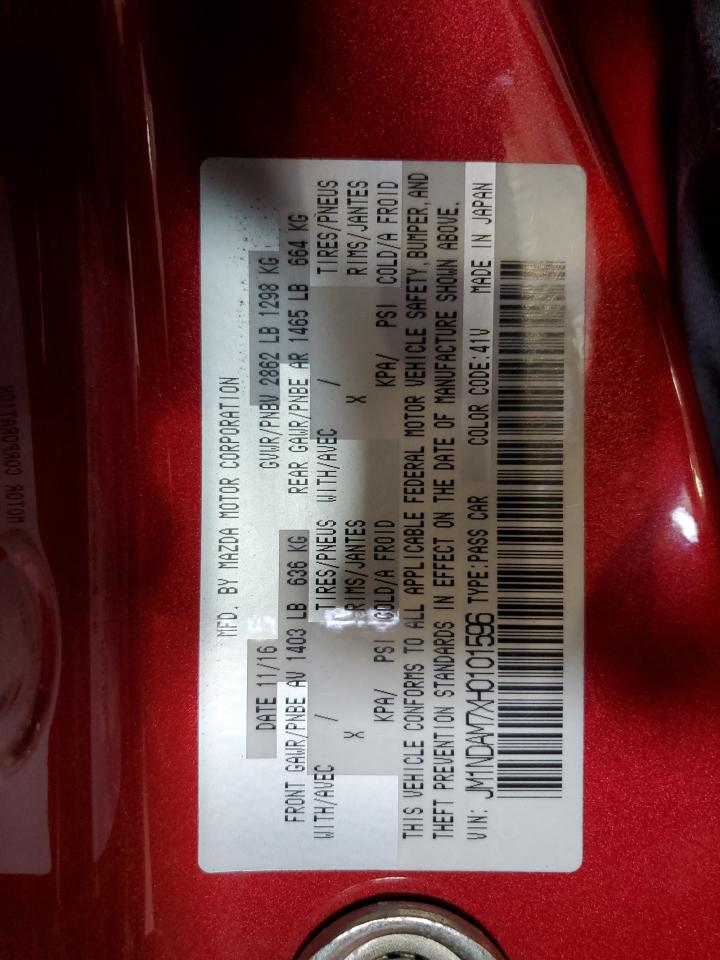 MFD. BY MAZDA MOTOR CORPORATION
DATE 11/16 GVWR/PNBV 2862 LB 1298 KG
FRONT GAWR/PNBE AV 1403 LB 636 KG REAR GAWR/PNBE AR 1465 LB 664 KG
WITH/AVEC / TIRES/PNEUS WITH/AVEC / TIRES/PNEUS
X RIMS/JANTES X RIMS/JANTES
KPA/ PSI COLD/A FROID KPA/ PSI COLD/A FROID
THIS VEHICLE CONFORMS TO ALL APPLICABLE FEDERAL MOTOR VEHICLE SAFETY,BUMPER,AND
THEFT PREVENTION STANDARDS IN EFFECT ON THE DATE OF MANUFACTURE SHOWN ABOVE.
VIN: JM1NDAM7XH0101596 TYPE:PASS CAR COLOR CODE:41V MADE IN JAPAN
MOTOR CORPORATION